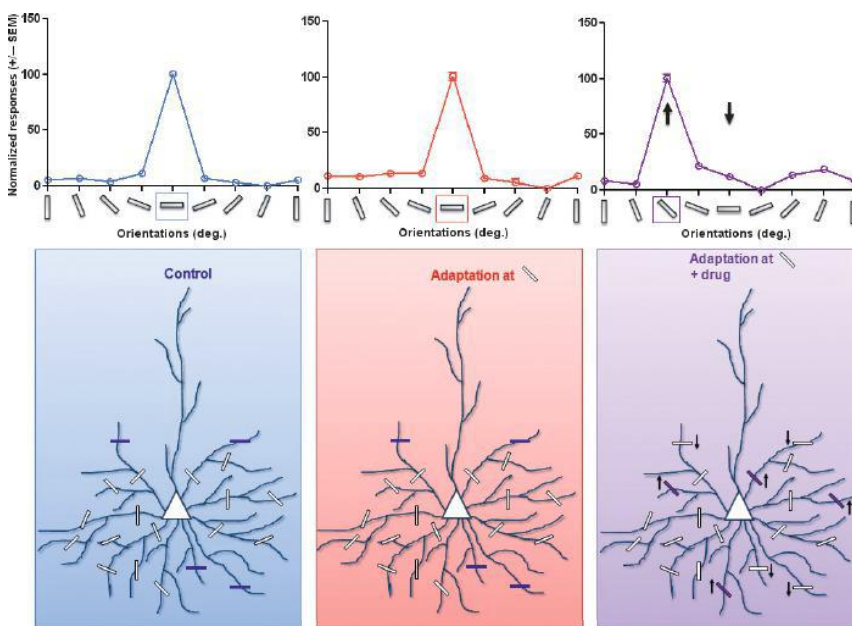 Normalized responses (+/− SEM)
150
100
50
0
Orientations (deg.)
150
100
50
0
Orientations (deg.)
150
100
50
0
Orientations (deg.)
Control
Adaptation at
Adaptation at
+ drug